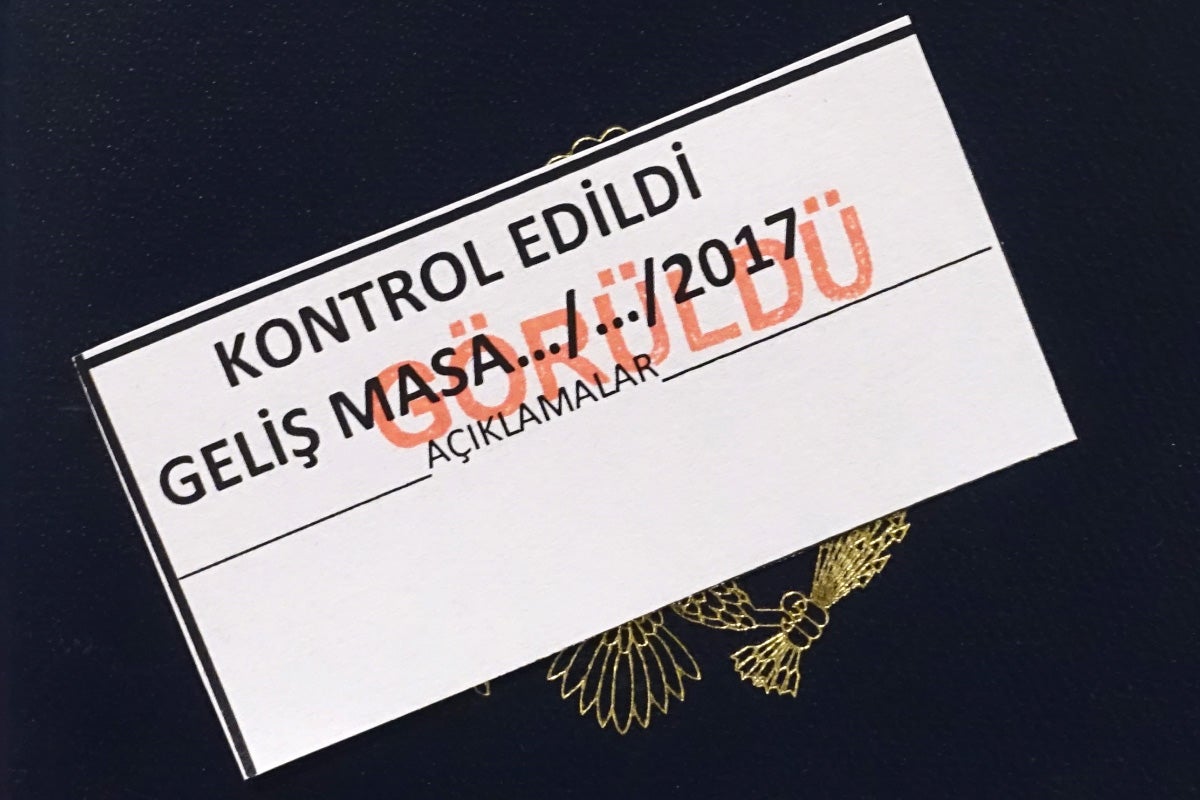 KONTROL EDİLDİ
GELİŞ MASA.../.../2017
GÖRÜLDÜ
AÇIKLAMALAR